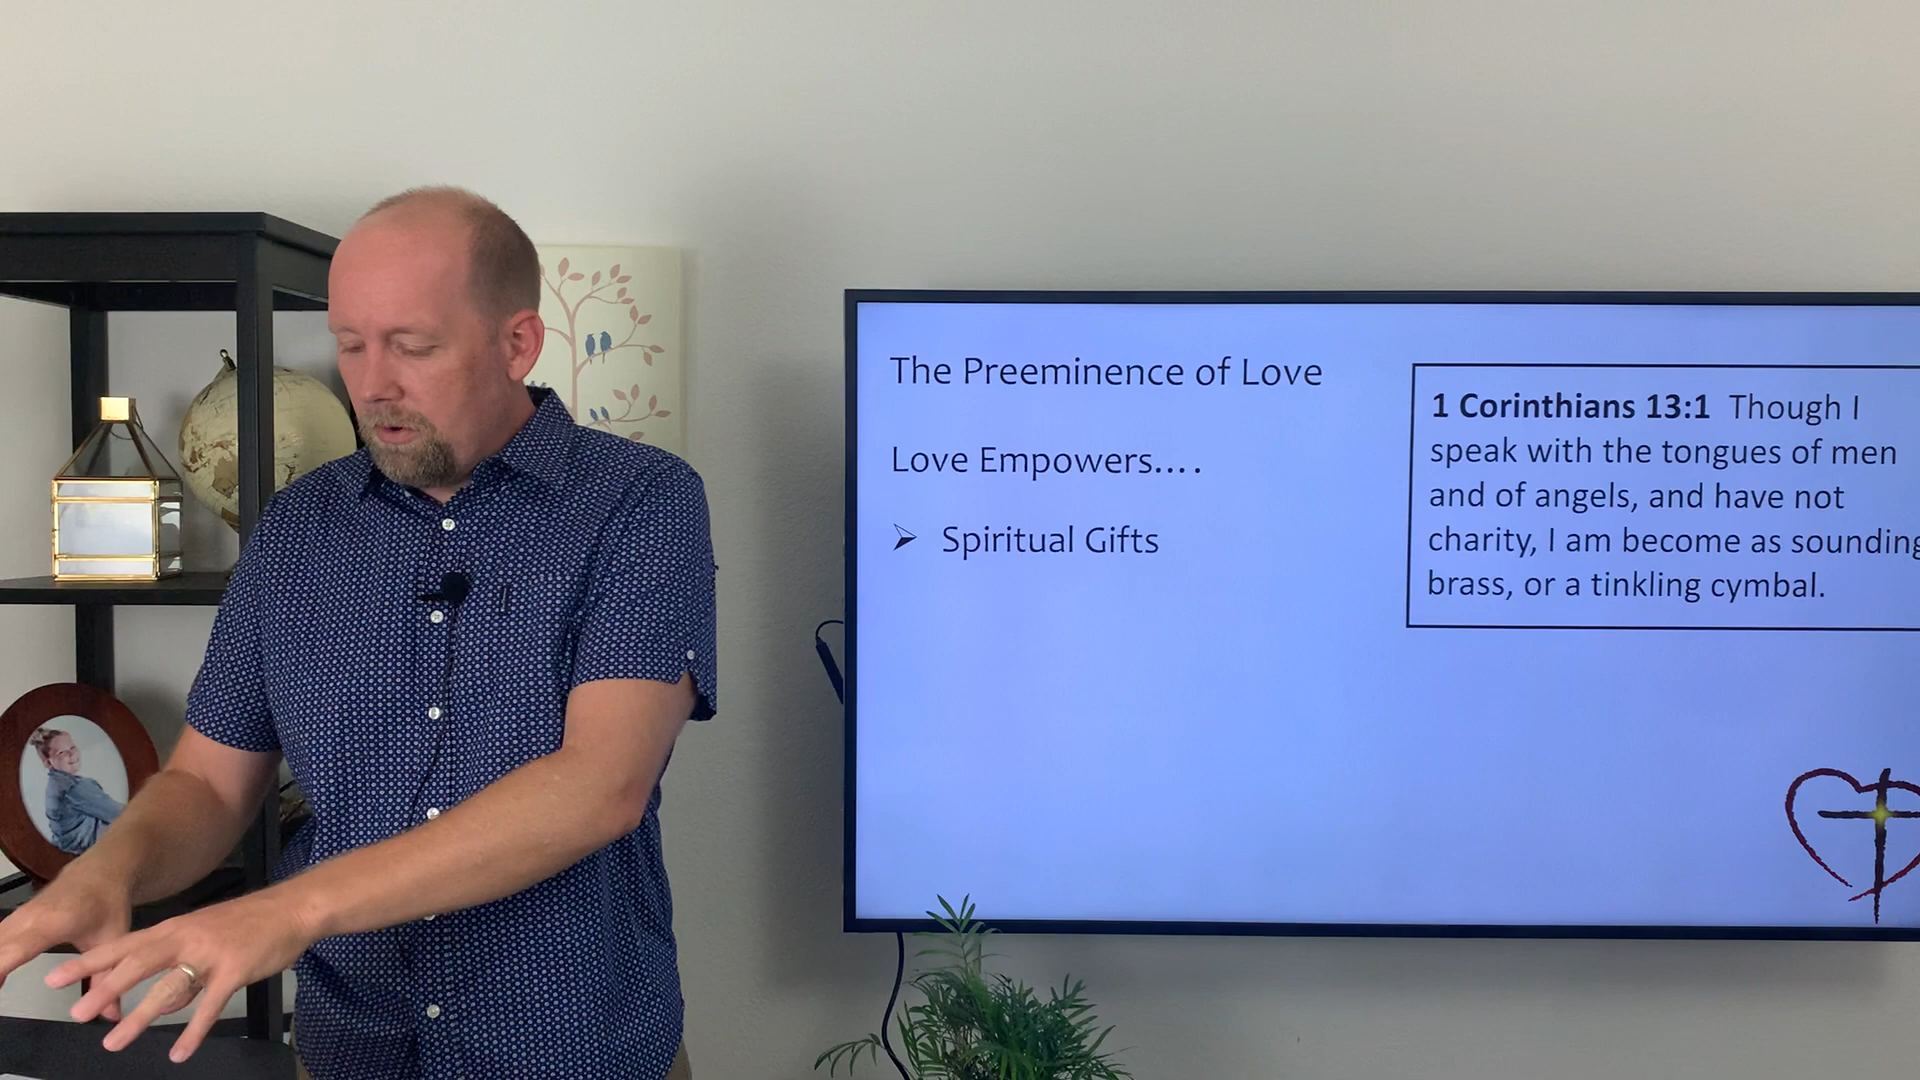 The Preeminence of Love
Love Empowers....
Spiritual Gifts
1 Corinthians 13:1 Though I
speak with the tongues of men
and of angels, and have not
charity, I am become as sounding
brass, or a tinkling cymbal.